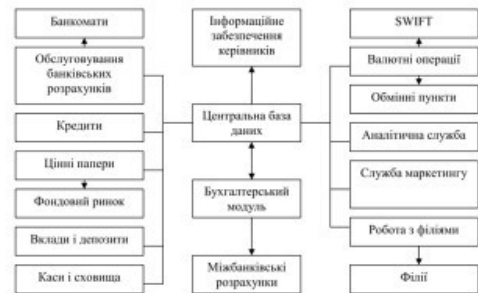 Банкомати
Обслуговування
банківських
розрахунків
Кредити
Цінні папери
Фондовий ринок
Вклади і депозити
Каси і сховища
Інформаційне
забезпечення
керівників
Центральна база
даних
Бухгалтерський
модуль
Міжбанківські
розрахунки
SWIFT
Валютні операції
Обмінні пункти
Аналітична служба
Служба маркетингу
Робота з філіями
Філії